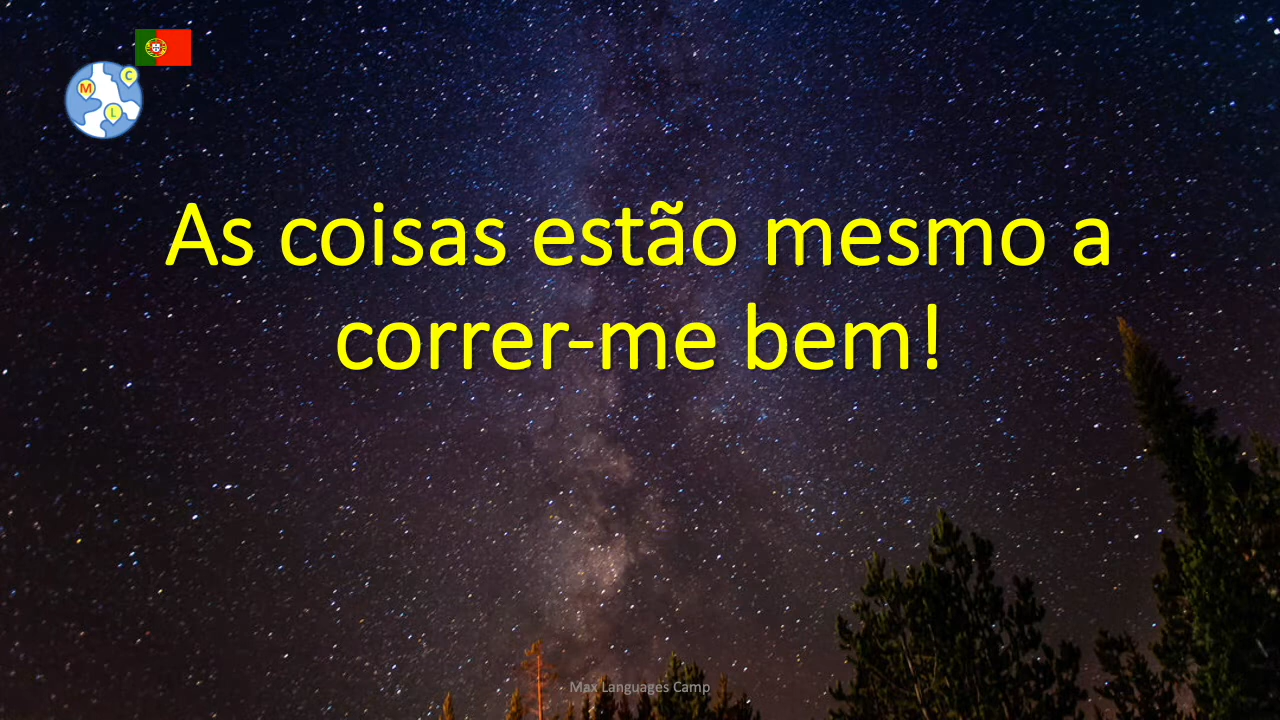 C
M
L
As coisas estão mesmo a
correr-me bem!
Max Languages Camp